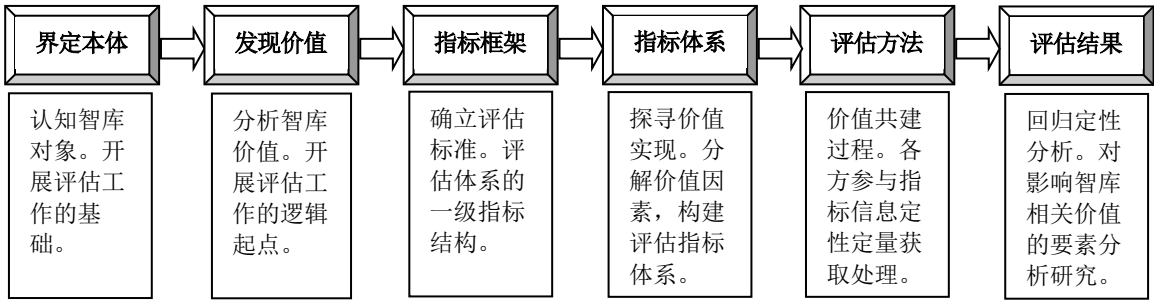 界定本体
发现价值
指标框架
指标体系
评估方法
评估结果
认知智库
对象。开
展评估工
作的基
础。
分析智库
价值。开
展评估工
作的逻辑
起点。
确立评估
标准。评
估体系的
一级指标
结构。
探寻价值
实现。分
解价值因
素，构建
评估指标
体系。
价值共建
过程。各
方参与指
标信息定
性定量获
取处理。
回归定性
分析。对
影响智库
相关价值
的要素分
析研究。